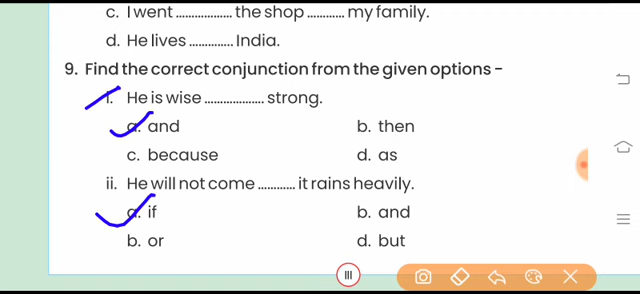 c. I went ................... the shop ............ my family.
d. He lives .............. India.
9. Find the correct conjunction from the given options -
i. He is wise ................... strong.
a. and b. then
c. because d. as
ii. He will not come ............ it rains heavily.
a. if b. and
b. or d. but